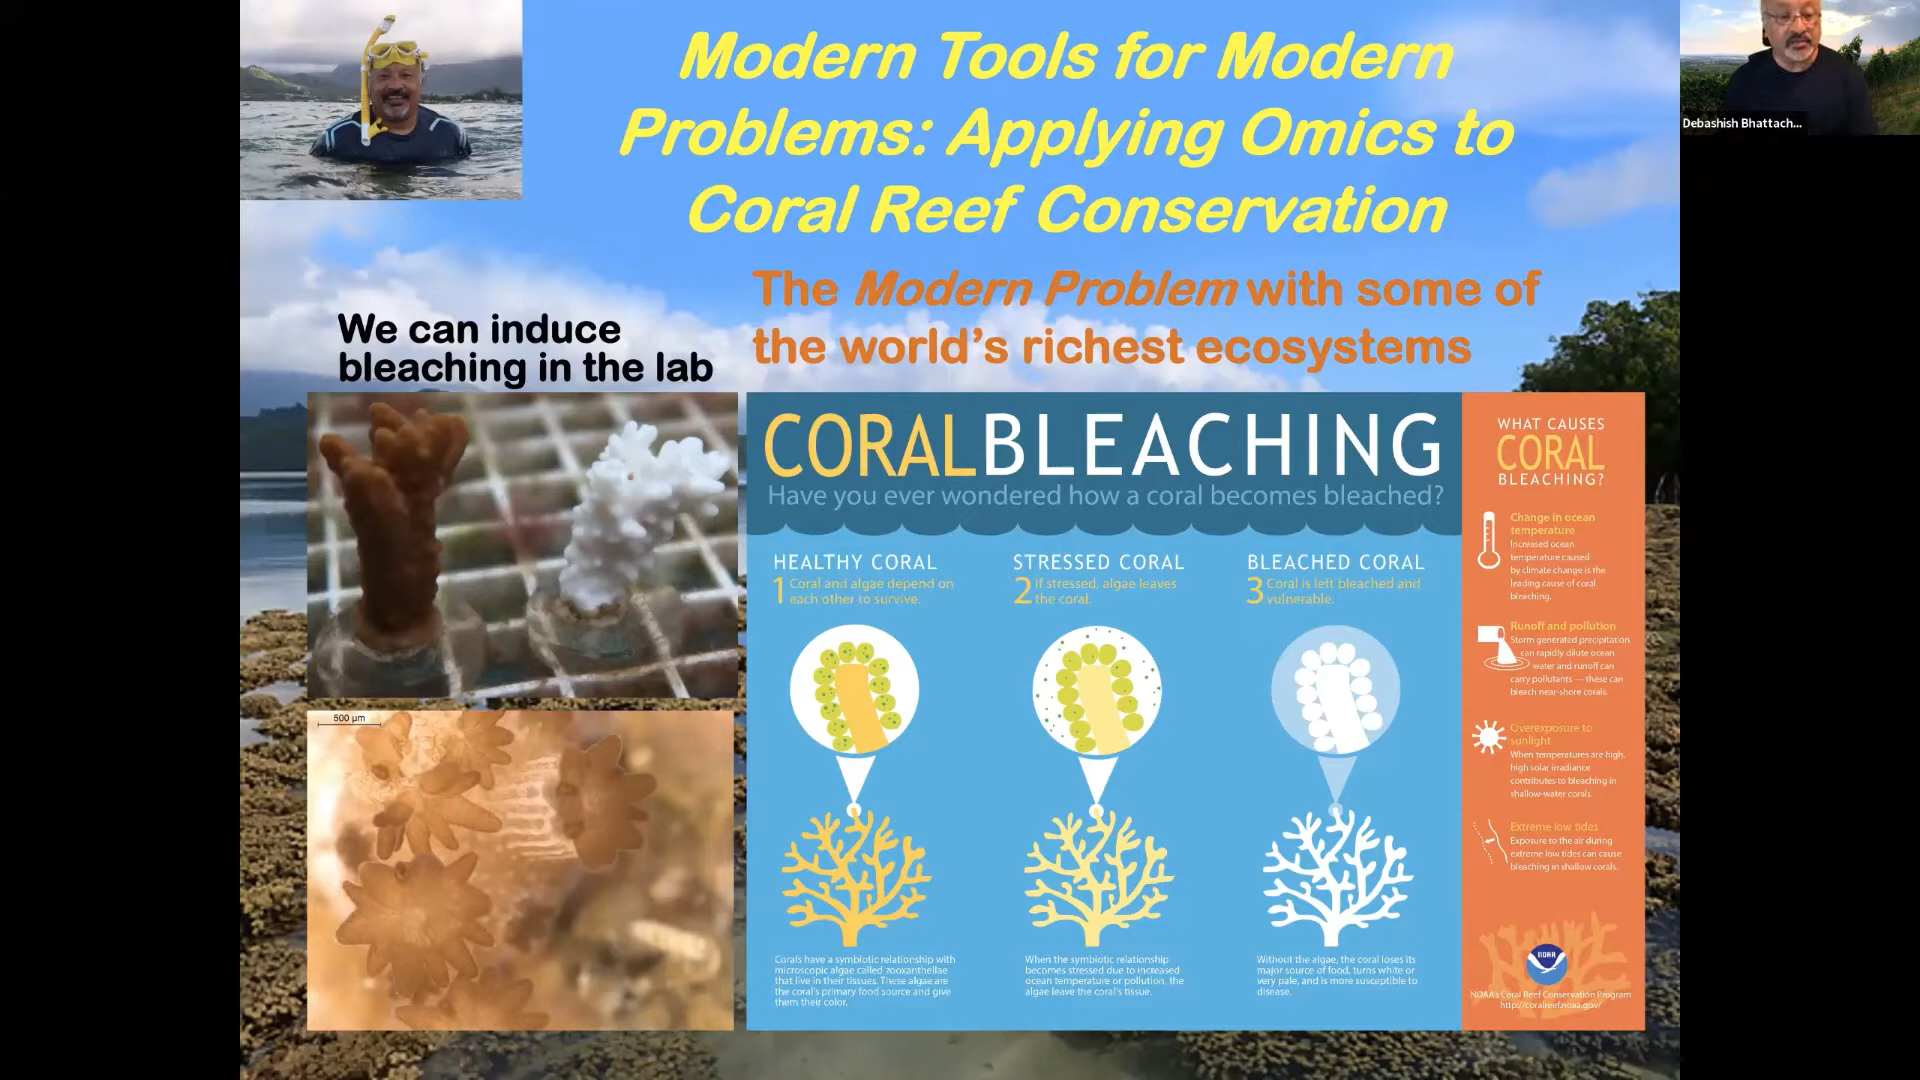 Modern Tools for Modern
Problems: Applying Omics to
Coral Reef Conservation
Debashish Bhattach...
The Modern Problem with some of
the world's richest ecosystems
We can induce
bleaching in the lab
500 µm
CORALBLEACHING
Have you ever wondered how a coral becomes bleached?
HEALTHY CORAL
1 Coral and algae depend on
each other to survive.
STRESSED CORAL
2 If stressed, algae leaves
the coral.
BLEACHED CORAL
3 Coral is left bleached and
vulnerable.
Corals have a symbiotic relationship with
microscopic algae called zooxanthellae
that live in their tissues. These algae are
the coral's primary food source and give
them their color.
When the symbiotic relationship
becomes stressed due to increased
ocean temperature or pollution, the
algae leave the coral's tissue.
Without the algae, the coral loses its
major source of food, turns white or
very pale, and is more susceptible to
disease.
WHAT CAUSES
CORAL
BLEACHING?
Change in ocean
temperature
Increased ocean
temperature caused
by climate change is the
leading cause of coral
bleaching.
Runoff and pollution
Storm generated precipitation
can rapidly dilute ocean
water and runoff can
carry pollutants — these can
bleach near-shore corals.
Overexposure to
sunlight
When temperatures are high,
high solar irradiance
contributes to bleaching in
shallow-water corals.
Extreme low tides
Exposure to the air during
extreme low tides can cause
bleaching in shallow corals.
NOAA
NOAA's Coral Reef Conservation Program
http://coralreef.noaa.gov/